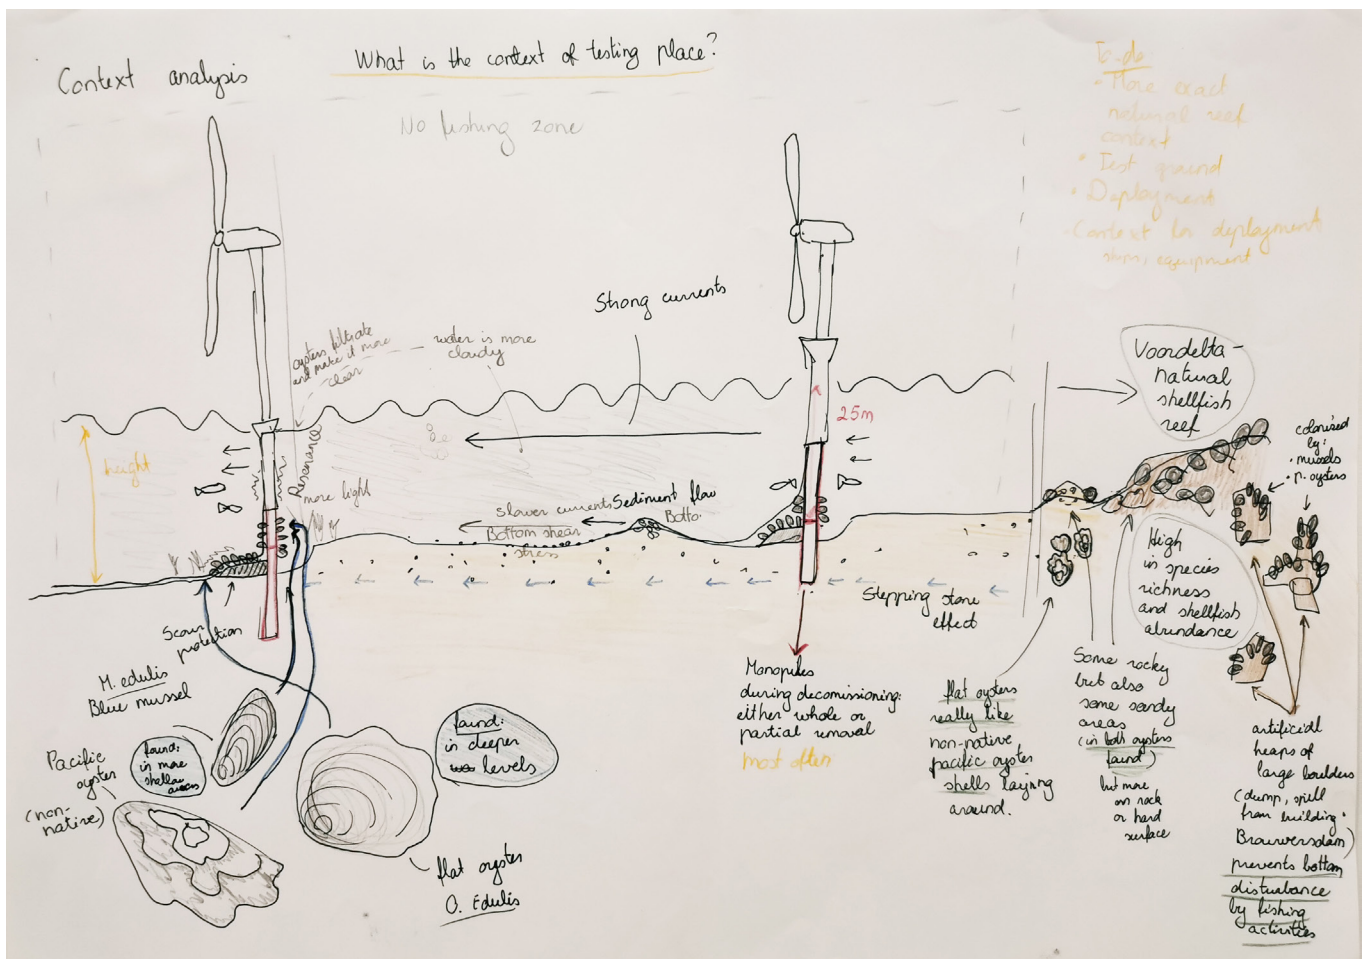 Context analysis
What is the context of testing place?
No fishing zone
To-do
• More exact
natural reef
context
• Test ground
• Deployment
- Context for deployment
ships, equipment
Strong currents
oysters filtrate
and make it more
clear
water is more
cloudy
25m
height
Resonance
more light
slower currents
Bottom shear
stress
Sediment flow
Botto.
Stepping stone
effect
Scour
protection
Voordelta -
natural
shellfish
reef
colonised
by:
• mussels
• p. oysters
High
in species
richness
and shellfish
abundance
M. edulis
Blue mussel
found:
in more
shallow
areas
Pacific
oyster
(non-
native)
found:
in deeper
levels
flat oyster
O. Edulis
Monopiles
during decomissioning:
either whole or
partial removal
most often
flat oysters
really like
non-native
pacific oyster
shells laying
around.
Some rocky
but also
some sandy
areas
(in both oysters
found)
but more
on rock
or hard
surface
artificial
heaps of
large boulders
(dump, spill
from building
Brouwersdam)
prevents bottom
disturbance
by fishing
activities